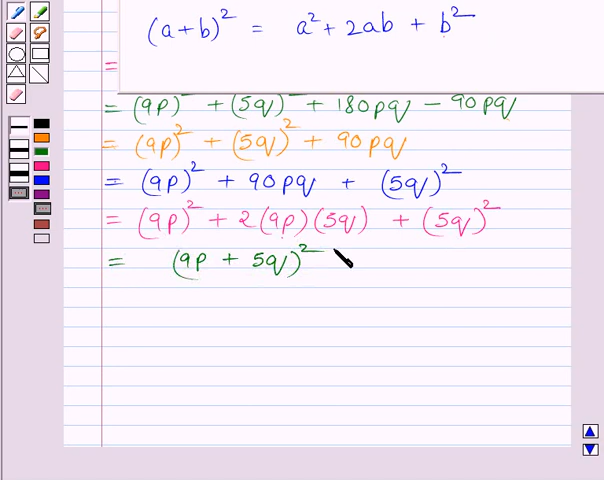 (a+b)² = a² + 2ab + b²
=
= (9p)² + (5q)² + 180pq − 90pq
= (9p)² + (5q)² + 90pq
= (9p)² + 90pq + (5q)²
= (9p)² + 2(9p)(5q) + (5q)²
= (9p + 5q)²